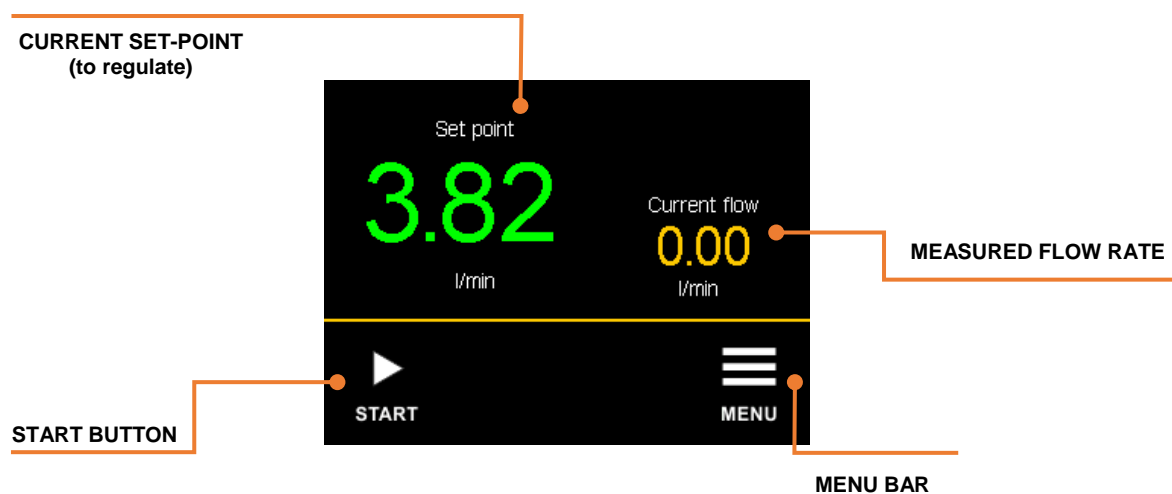 CURRENT SET-POINT
(to regulate)
Set point
3.82
l/min
Current flow
0.00
l/min
MEASURED FLOW RATE
START
MENU
START BUTTON
MENU BAR